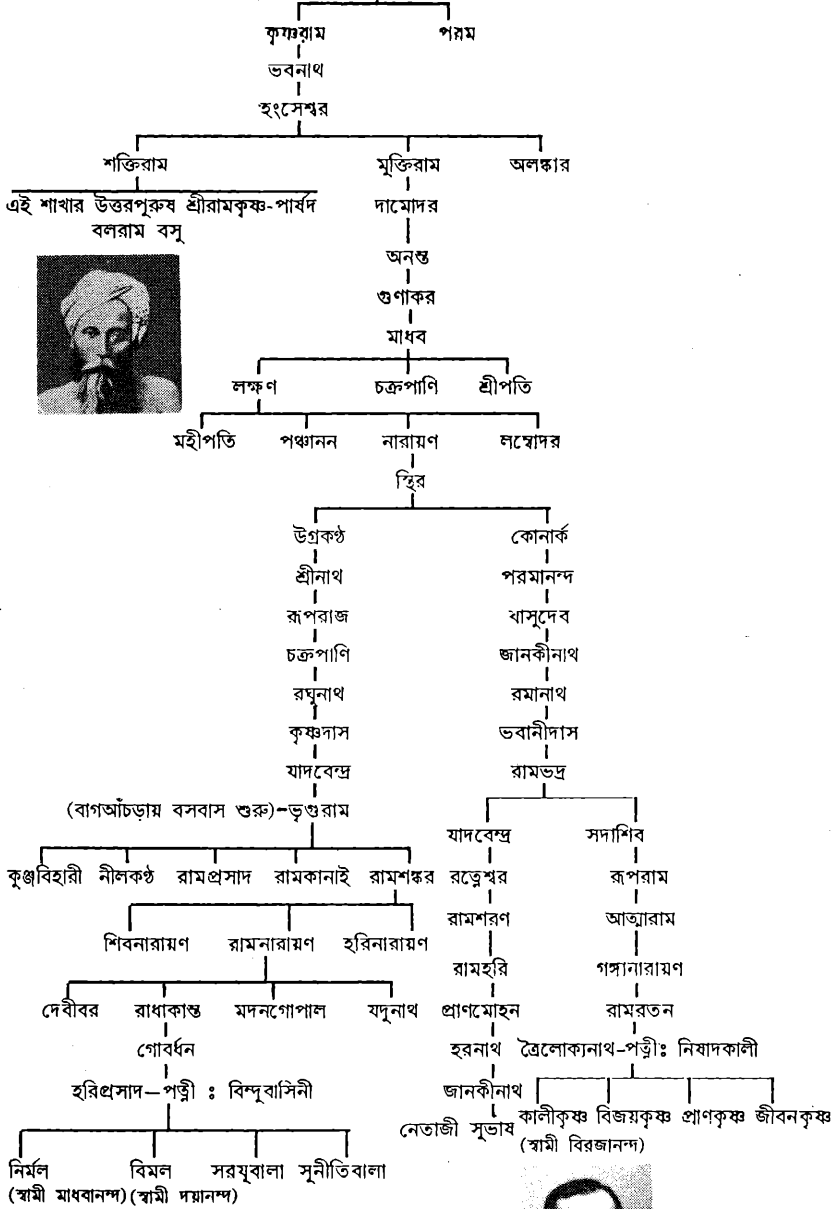 কৃষ্ণরাম পরম
ভবনাথ
হংসেশ্বর
শক্তিরাম মুক্তিরাম অলঙ্কার
এই শাখার উত্তরপুরুষ শ্রীরামকৃষ্ণ-পার্ষদ
বলরাম বসু
দামোদর
অনন্ত
গুণাকর
মাধব
লক্ষণ চক্রপাণি শ্রীপতি
মহীপতি পঞ্চানন নারায়ণ লম্বোদর
স্থির
উগ্রকণ্ঠ কোনার্ক
শ্রীনাথ পরমানন্দ
রূপরাজ বাসুদেব
চক্রপাণি জানকীনাথ
রঘুনাথ রমানাথ
কৃষ্ণদাস ভবানীদাস
যাদবেন্দ্র রামভদ্র
(বাগআঁচড়ায় বসবাস শুরু)-ভৃগুরাম
যাদবেন্দ্র সদাশিব
কুঞ্জবিহারী নীলকণ্ঠ রামপ্রসাদ রামকানাই রামশঙ্কর রত্নেশ্বর রূপরাম
রামশরণ আত্মারাম
শিবনারায়ণ রামনারায়ণ হরিনারায়ণ
রামহরি গঙ্গানারায়ণ
দেবীবর রাধাকান্ত মদনগোপাল যদুনাথ প্রাণমোহন রামরতন
গোবর্ধন হরনাথ ত্রৈলোক্যনাথ-পত্নীঃ নিষাদকালী
হরিপ্রসাদ—পত্নী : বিন্দুবাসিনী জানকীনাথ
নেতাজী সুভাষ কালীকৃষ্ণ বিজয়কৃষ্ণ প্রাণকৃষ্ণ জীবনকৃষ্ণ
(স্বামী বিরজানন্দ)
নির্মল বিমল সরযূবালা সুনীতিবালা
(স্বামী মাধবানন্দ) (স্বামী দয়ানন্দ)